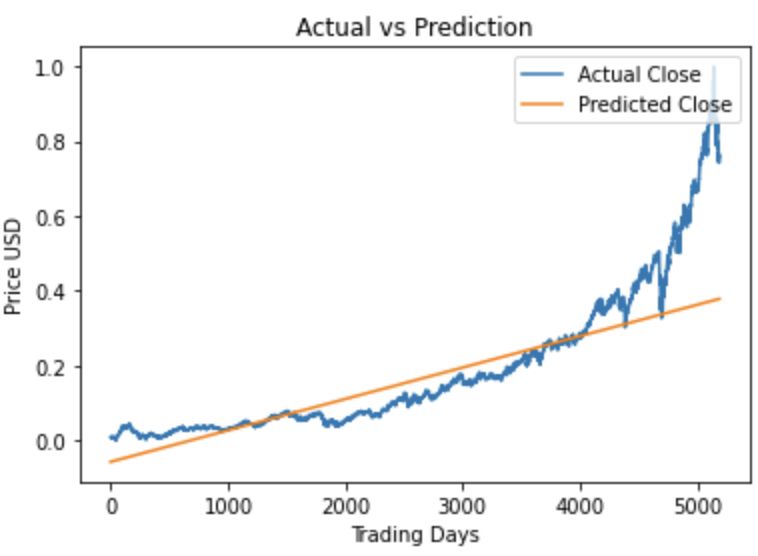 Actual vs Prediction
Actual Close
Predicted Close
1.0
0.8
0.6
0.4
0.2
0.0
Price USD
0 1000 2000 3000 4000 5000
Trading Days